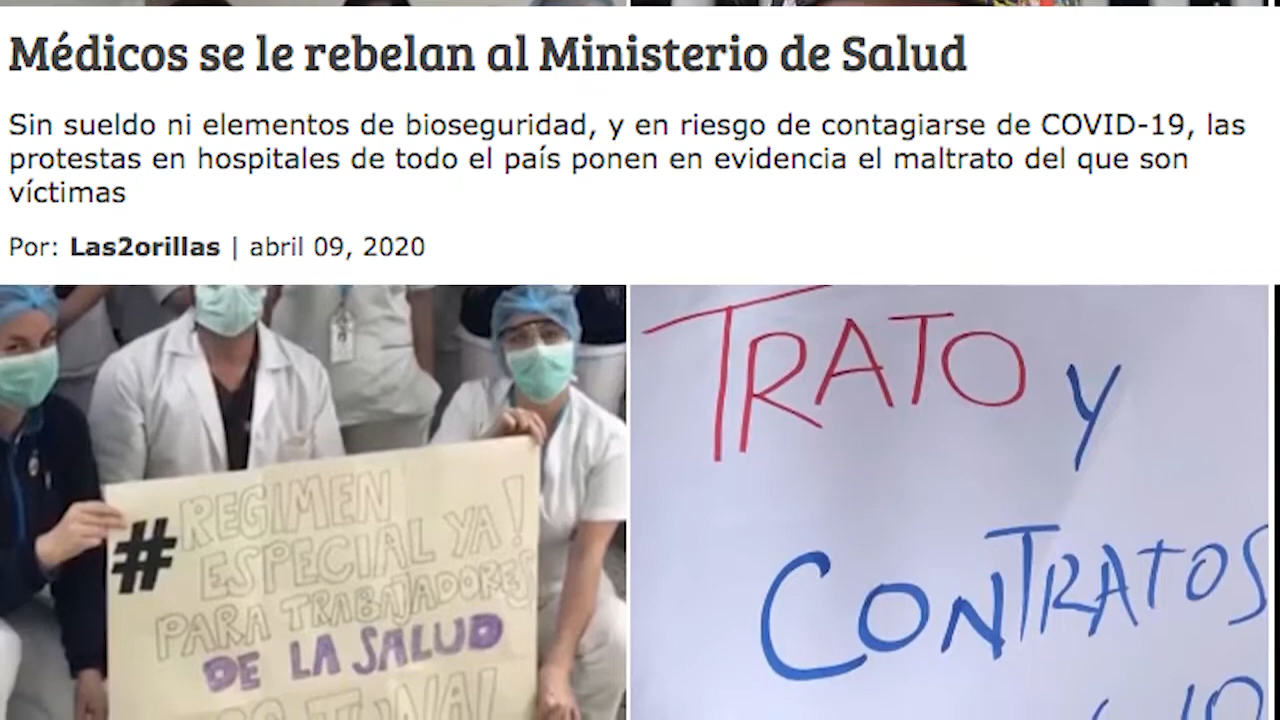 Médicos se le rebelan al Ministerio de Salud
Sin sueldo ni elementos de bioseguridad, y en riesgo de contagiarse de COVID-19, las
protestas en hospitales de todo el país ponen en evidencia el maltrato del que son
víctimas
Por: Las2orillas | abril 09, 2020
#REGIMEN
ESPECIAL YA!
PARA TRABAJADORES
DE LA SALUD
TRATO y
CONTRATOS